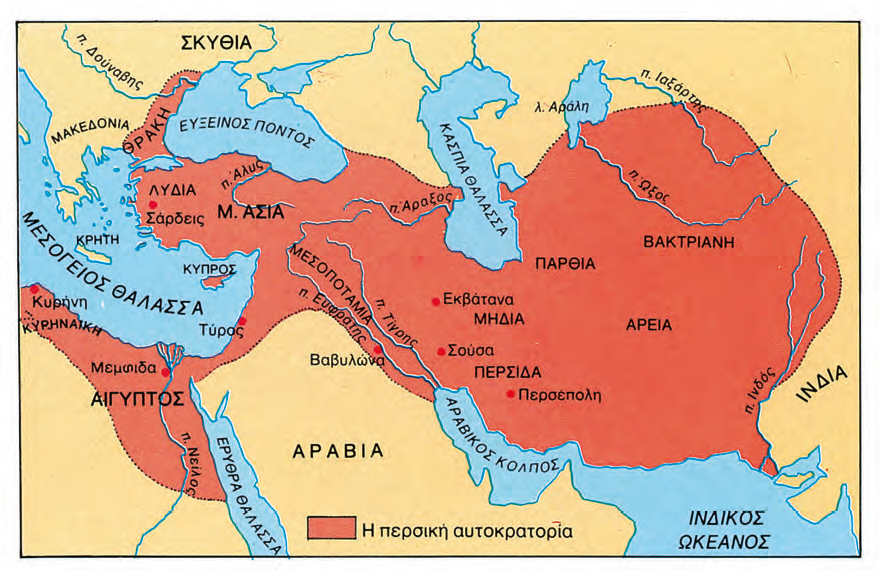 ΣΚΥΘΙΑ
π. Δούναβης
π. Ιαξάρτης
λ. Αράλη
ΜΑΚΕΔΟΝΙΑ
ΘΡΑΚΗ
ΕΥΞΕΙΝΟΣ ΠΟΝΤΟΣ
ΚΑΣΠΙΑ ΘΑΛΑΣΣΑ
π. Άλυς
π. Ώξος
ΛΥΔΙΑ
Σάρδεις
Μ. ΑΣΙΑ
π. Αραξος
ΒΑΚΤΡΙΑΝΗ
ΚΡΗΤΗ
ΜΕΣΟΓΕΙΟΣ ΘΑΛΑΣΣΑ
ΚΥΠΡΟΣ
ΜΕΣΟΠΟΤΑΜΙΑ
ΠΑΡΘΙΑ
Κυρήνη
ΚΥΡΗΝΑΪΚΗ
Τύρος
π. Ευφράτης
π. Τίγρης
Εκβάτανα
ΜΗΔΙΑ
ΑΡΕΙΑ
Μεμφιδα
Βαβυλώνα
Σούσα
ΠΕΡΣΙΔΑ
Περσέπολη
π. Ινδός
ΙΝΔΙΑ
ΑΙΓΥΠΤΟΣ
π. Νείλος
ΕΡΥΘΡΑ ΘΑΛΑΣΣΑ
ΑΡΑΒΙΑ
ΑΡΑΒΙΚΟΣ ΚΟΛΠΟΣ
ΙΝΔΙΚΟΣ
ΩΚΕΑΝΟΣ
Η περσική αυτοκρατορία